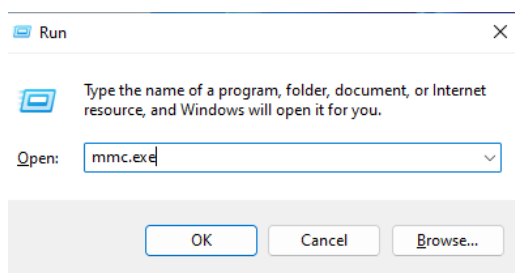 Run
Type the name of a program, folder, document, or Internet
resource, and Windows will open it for you.
Open: mmc.exe
OK Cancel Browse...